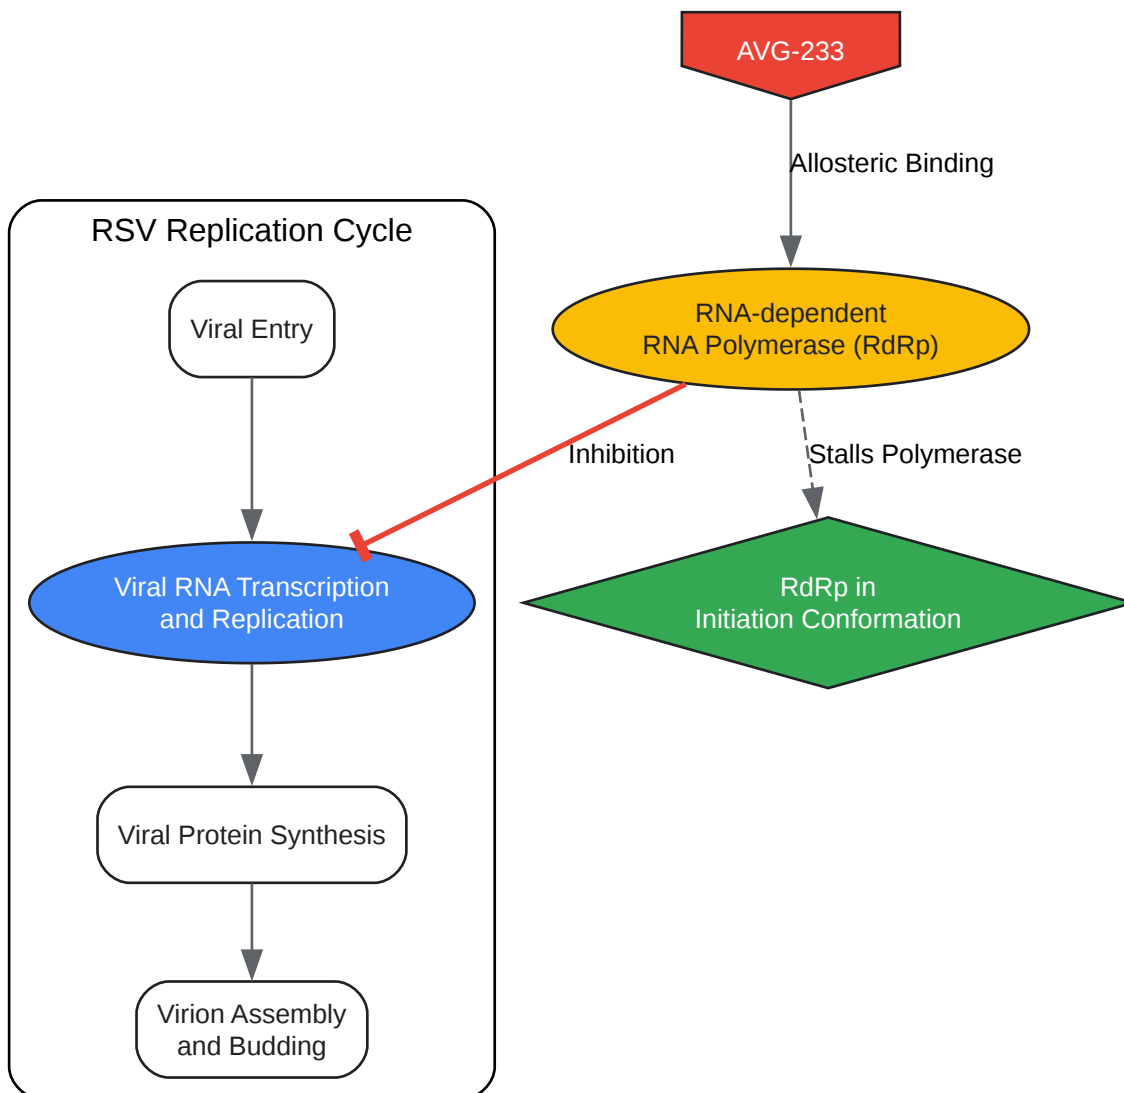 AVG-233
Allosteric Binding
RSV Replication Cycle
Viral Entry
RNA-dependent
RNA Polymerase (RdRp)
Inhibition
Stalls Polymerase
Viral RNA Transcription
and Replication
RdRp in
Initiation Conformation
Viral Protein Synthesis
Virion Assembly
and Budding